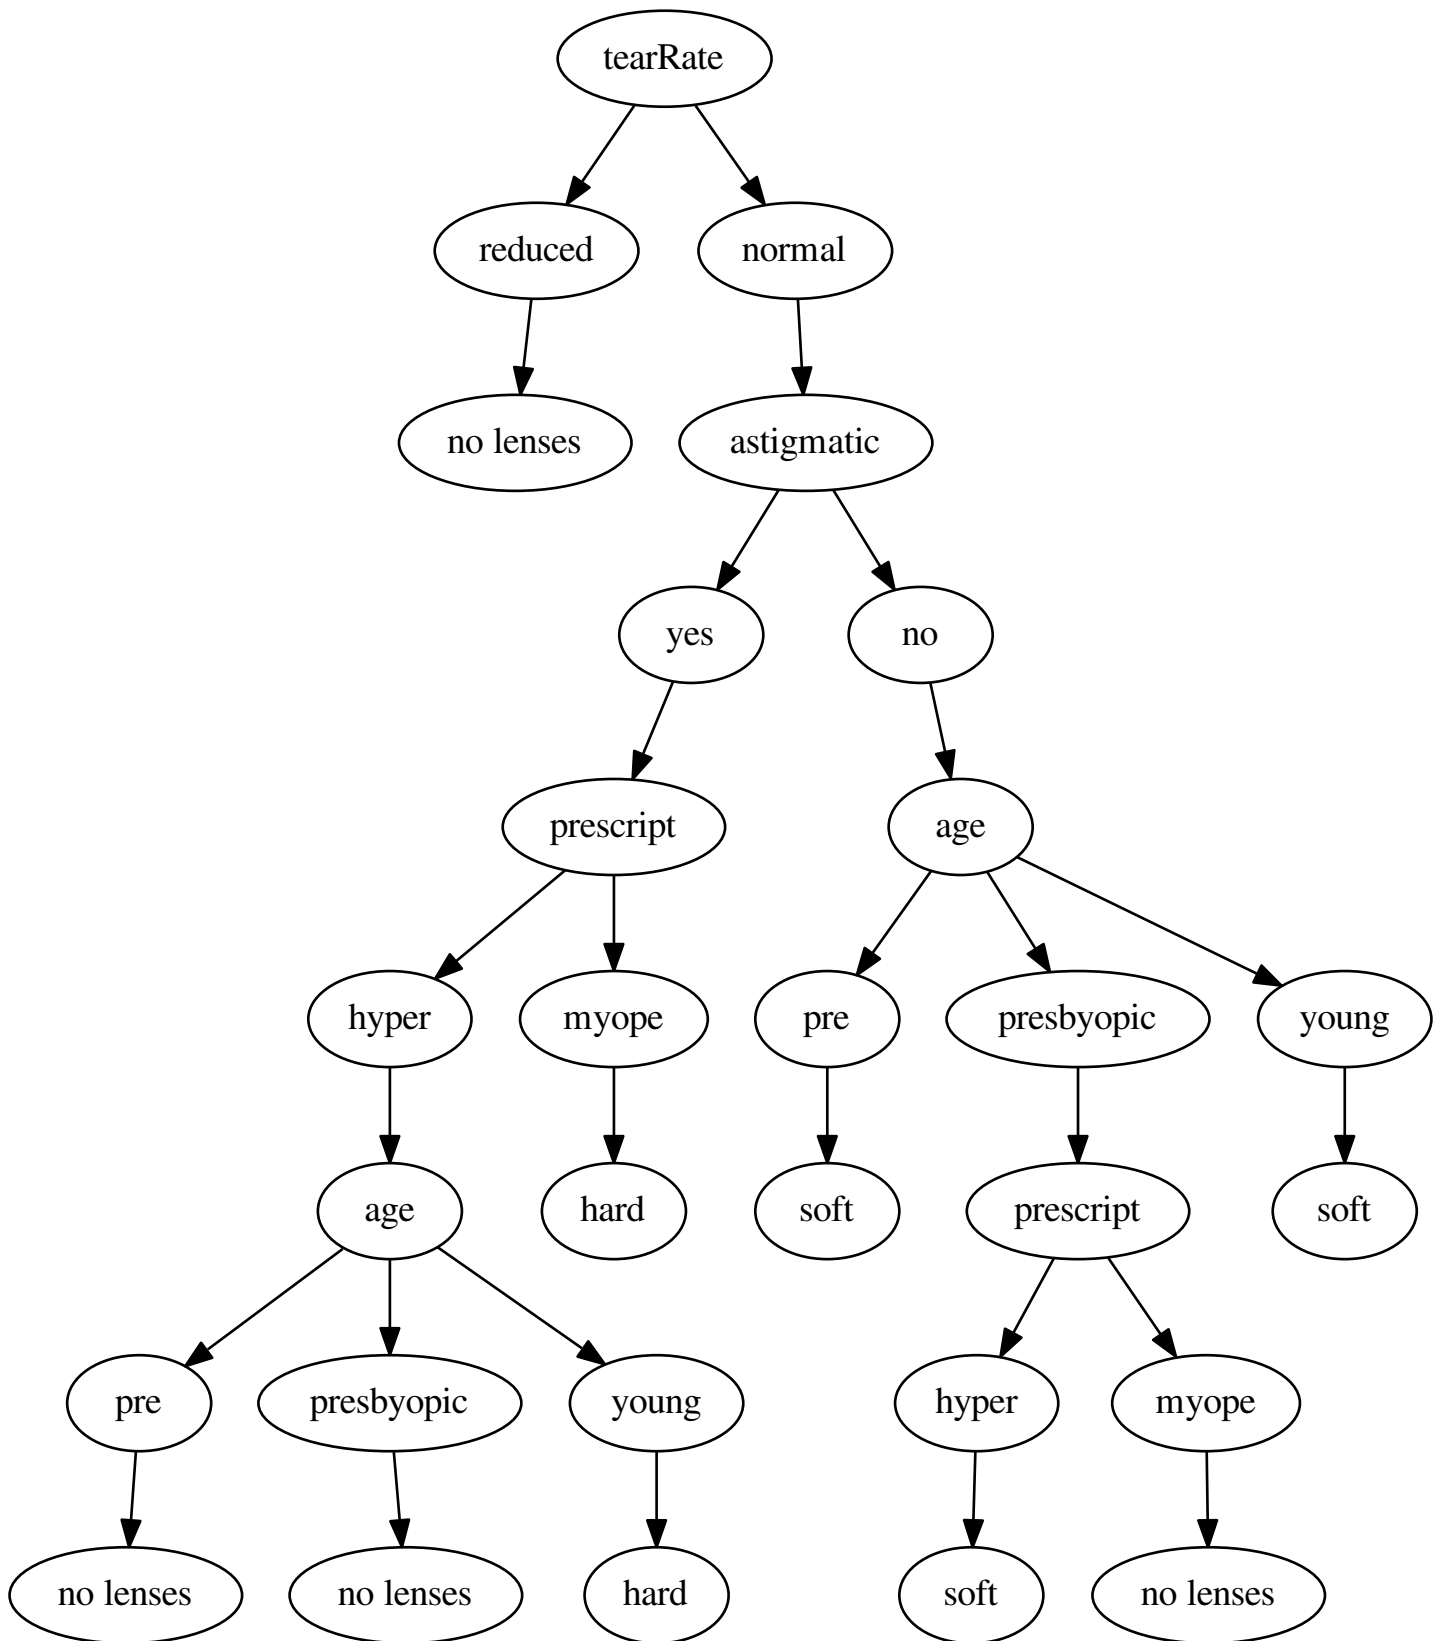 tearRate
reduced
normal
no lenses
astigmatic
yes
no
prescript
age
hyper
myope
pre
presbyopic
young
age
hard
soft
prescript
soft
pre
presbyopic
young
hyper
myope
no lenses
no lenses
hard
soft
no lenses